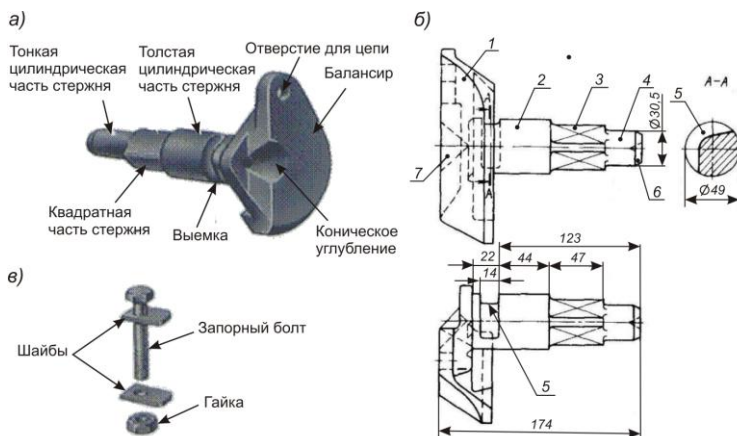 а)
Тонкая
цилиндрическая
часть стержня
Толстая
цилиндрическая
часть стержня
Отверстие для цепи
Балансир
Квадратная
часть стержня
Выемка
Коническое
углубление
б)
1
2
3
4
5
А–А
7
6
А
А
Ø30,5
Ø49
123
22
44
47
14
5
174
в)
Шайбы
Запорный болт
Гайка